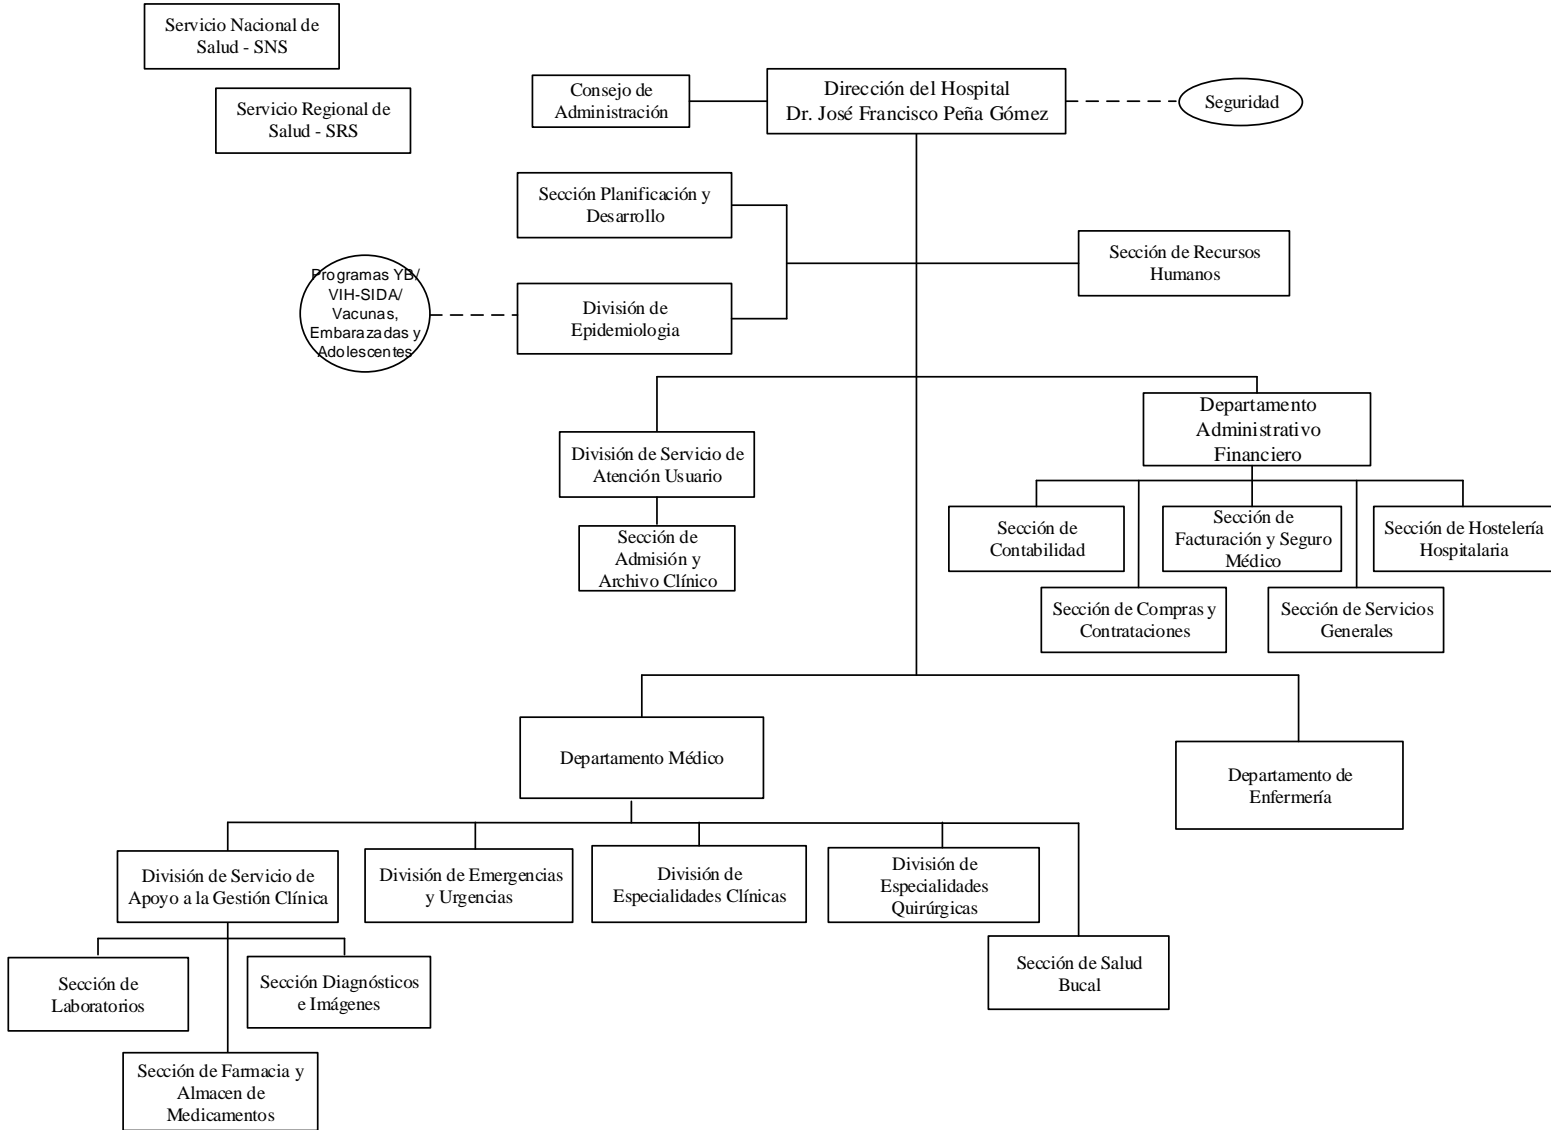 Servicio Nacional de
Salud - SNS
Servicio Regional de
Salud - SRS
Consejo de
Administración
Dirección del Hospital
Dr. José Francisco Peña Gómez
Seguridad
Sección Planificación y
Desarrollo
Sección de Recursos
Humanos
Programas YB/
VIH-SIDA/
Vacunas,
Embarazadas y
Adolescentes
División de
Epidemiologia
División de Servicio de
Atención Usuario
Sección de
Admisión y
Archivo Clínico
Departamento
Administrativo
Financiero
Sección de
Contabilidad
Sección de
Facturación y Seguro
Médico
Sección de Hostelería
Hospitalaria
Sección de Compras y
Contrataciones
Sección de Servicios
Generales
Departamento Médico
Departamento de
Enfermería
División de Servicio de
Apoyo a la Gestión Clínica
División de Emergencias
y Urgencias
División de
Especialidades Clínicas
División de
Especialidades
Quirúrgicas
Sección de Salud
Bucal
Sección de
Laboratorios
Sección Diagnósticos
e Imágenes
Sección de Farmacia y
Almacen de
Medicamentos